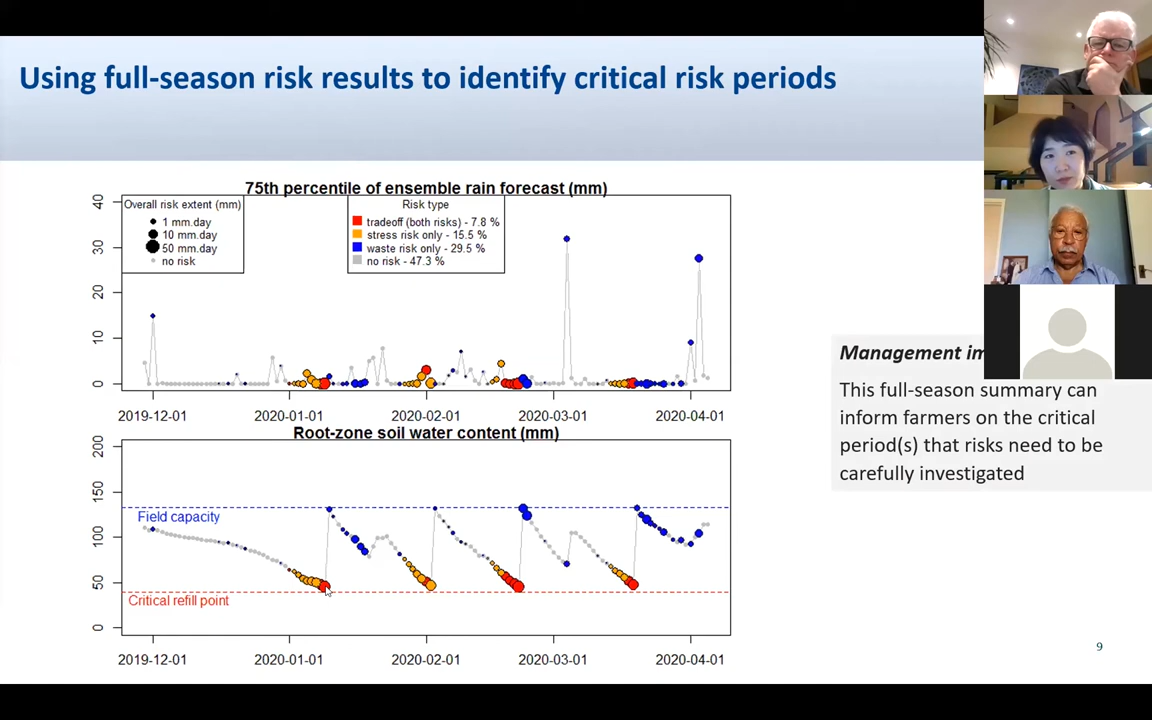 Using full-season risk results to identify critical risk periods
75th percentile of ensemble rain forecast (mm)
Overall risk extent (mm)
1 mm.day
10 mm.day
50 mm.day
no risk
Risk type
tradeoff (both risks) - 7.8 %
stress risk only - 15.5 %
waste risk only - 29.5 %
no risk - 47.3 %
40
30
20
10
0
2019-12-01
2020-01-01
2020-02-01
2020-03-01
2020-04-01
Root-zone soil water content (mm)
200
150
100
50
0
Field capacity
Critical refill point
2019-12-01
2020-01-01
2020-02-01
2020-03-01
2020-04-01
Management im
This full-season summary can
inform farmers on the critical
period(s) that risks need to be
carefully investigated
9